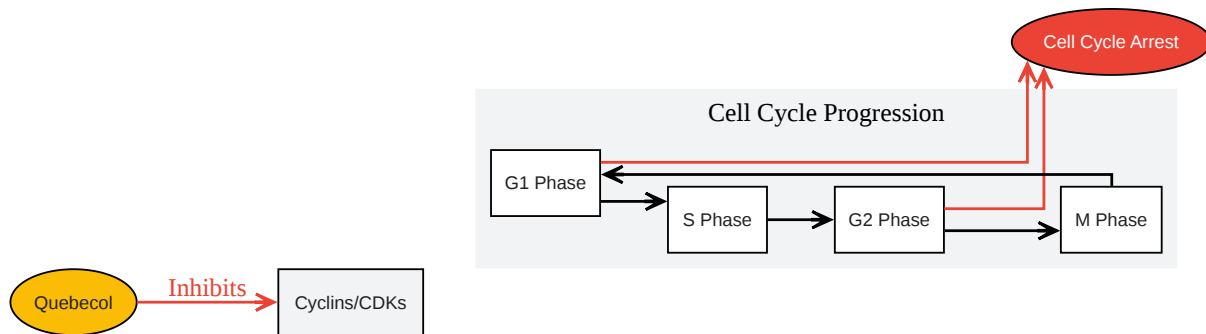 Cell Cycle Arrest
Cell Cycle Progression
G1 Phase
S Phase
G2 Phase
M Phase
Quebecol
Inhibits
Cyclins/CDKs